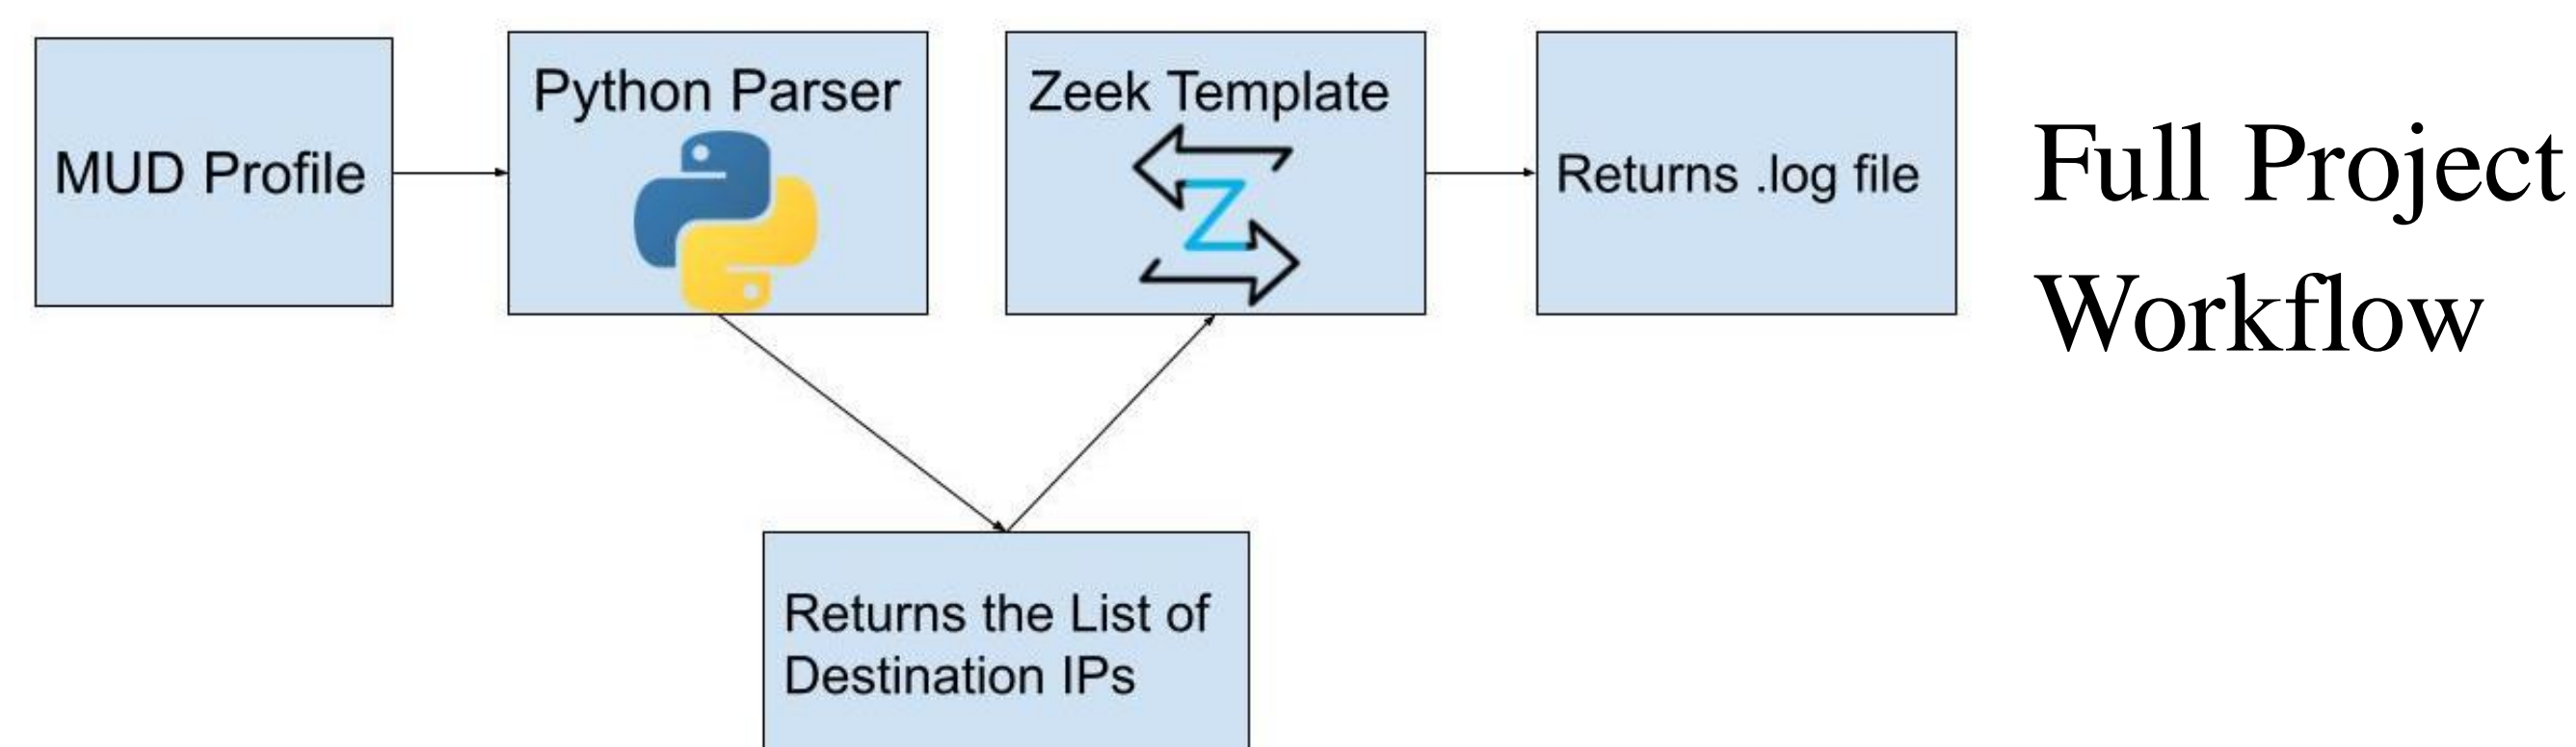 MUD Profile
Python Parser
Zeek Template
Z
Returns .log file
Full Project
Workflow
Returns the List of
Destination IPs